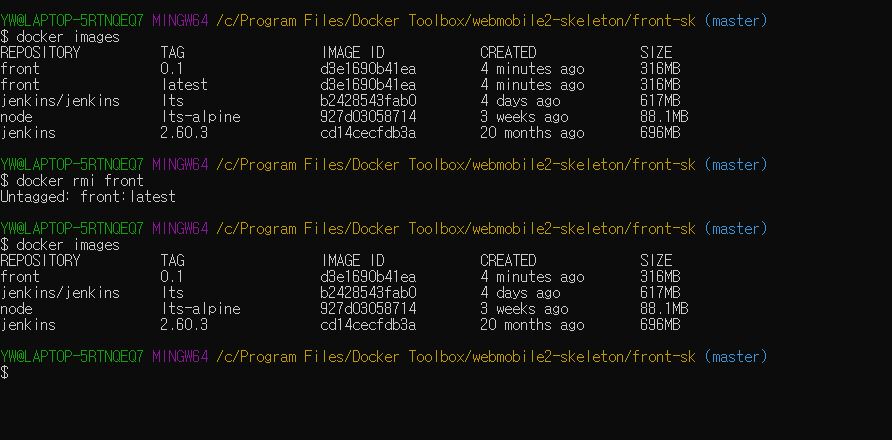 YW@LAPTOP-5RTNQEQ7 MINGW64 /c/Program Files/Docker Toolbox/webmobile2-skeleton/front-sk (master)
$ docker images
REPOSITORY TAG IMAGE ID CREATED SIZE
front 0.1 d3e1690b41ea 4 minutes ago 316MB
front latest d3e1690b41ea 4 minutes ago 316MB
jenkins/jenkins lts b2428543fab0 4 days ago 617MB
node lts-alpine 927d03058714 3 weeks ago 88.1MB
jenkins 2.60.3 cd14cecfdb3a 20 months ago 696MB
YW@LAPTOP-5RTNQEQ7 MINGW64 /c/Program Files/Docker Toolbox/webmobile2-skeleton/front-sk (master)
$ docker rmi front
Untagged: front:latest
YW@LAPTOP-5RTNQEQ7 MINGW64 /c/Program Files/Docker Toolbox/webmobile2-skeleton/front-sk (master)
$ docker images
REPOSITORY TAG IMAGE ID CREATED SIZE
front 0.1 d3e1690b41ea 4 minutes ago 316MB
jenkins/jenkins lts b2428543fab0 4 days ago 617MB
node lts-alpine 927d03058714 3 weeks ago 88.1MB
jenkins 2.60.3 cd14cecfdb3a 20 months ago 696MB
YW@LAPTOP-5RTNQEQ7 MINGW64 /c/Program Files/Docker Toolbox/webmobile2-skeleton/front-sk (master)
$